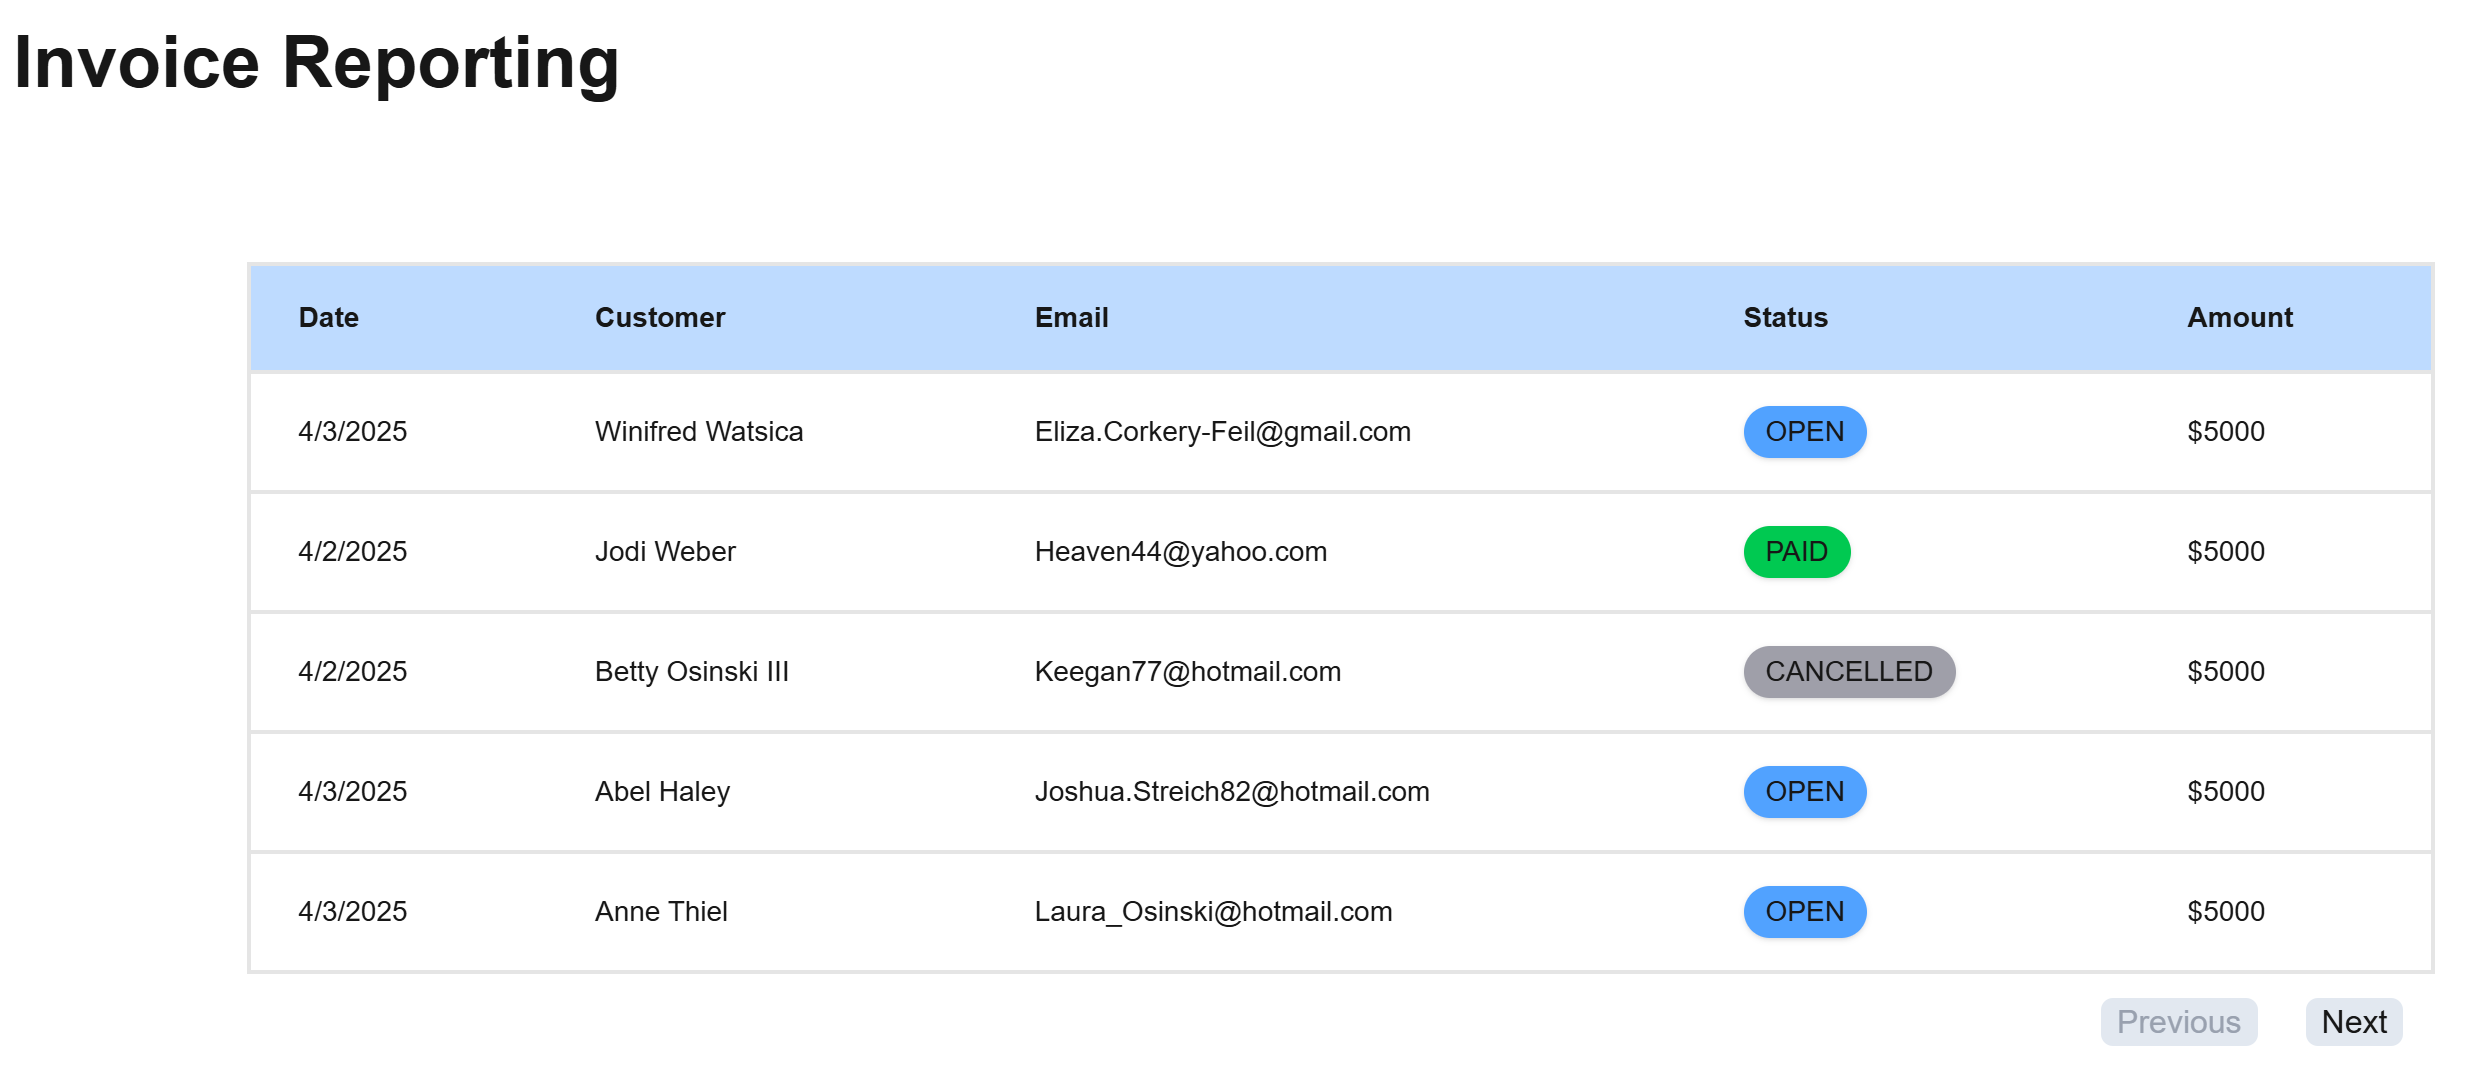 Invoice Reporting
Date Customer Email Status Amount
4/3/2025 Winifred Watsica Eliza.Corkery-Feil@gmail.com OPEN $5000
4/2/2025 Jodi Weber Heaven44@yahoo.com PAID $5000
4/2/2025 Betty Osinski III Keegan77@hotmail.com CANCELLED $5000
4/3/2025 Abel Haley Joshua.Streich82@hotmail.com OPEN $5000
4/3/2025 Anne Thiel Laura_Osinski@hotmail.com OPEN $5000
Previous Next